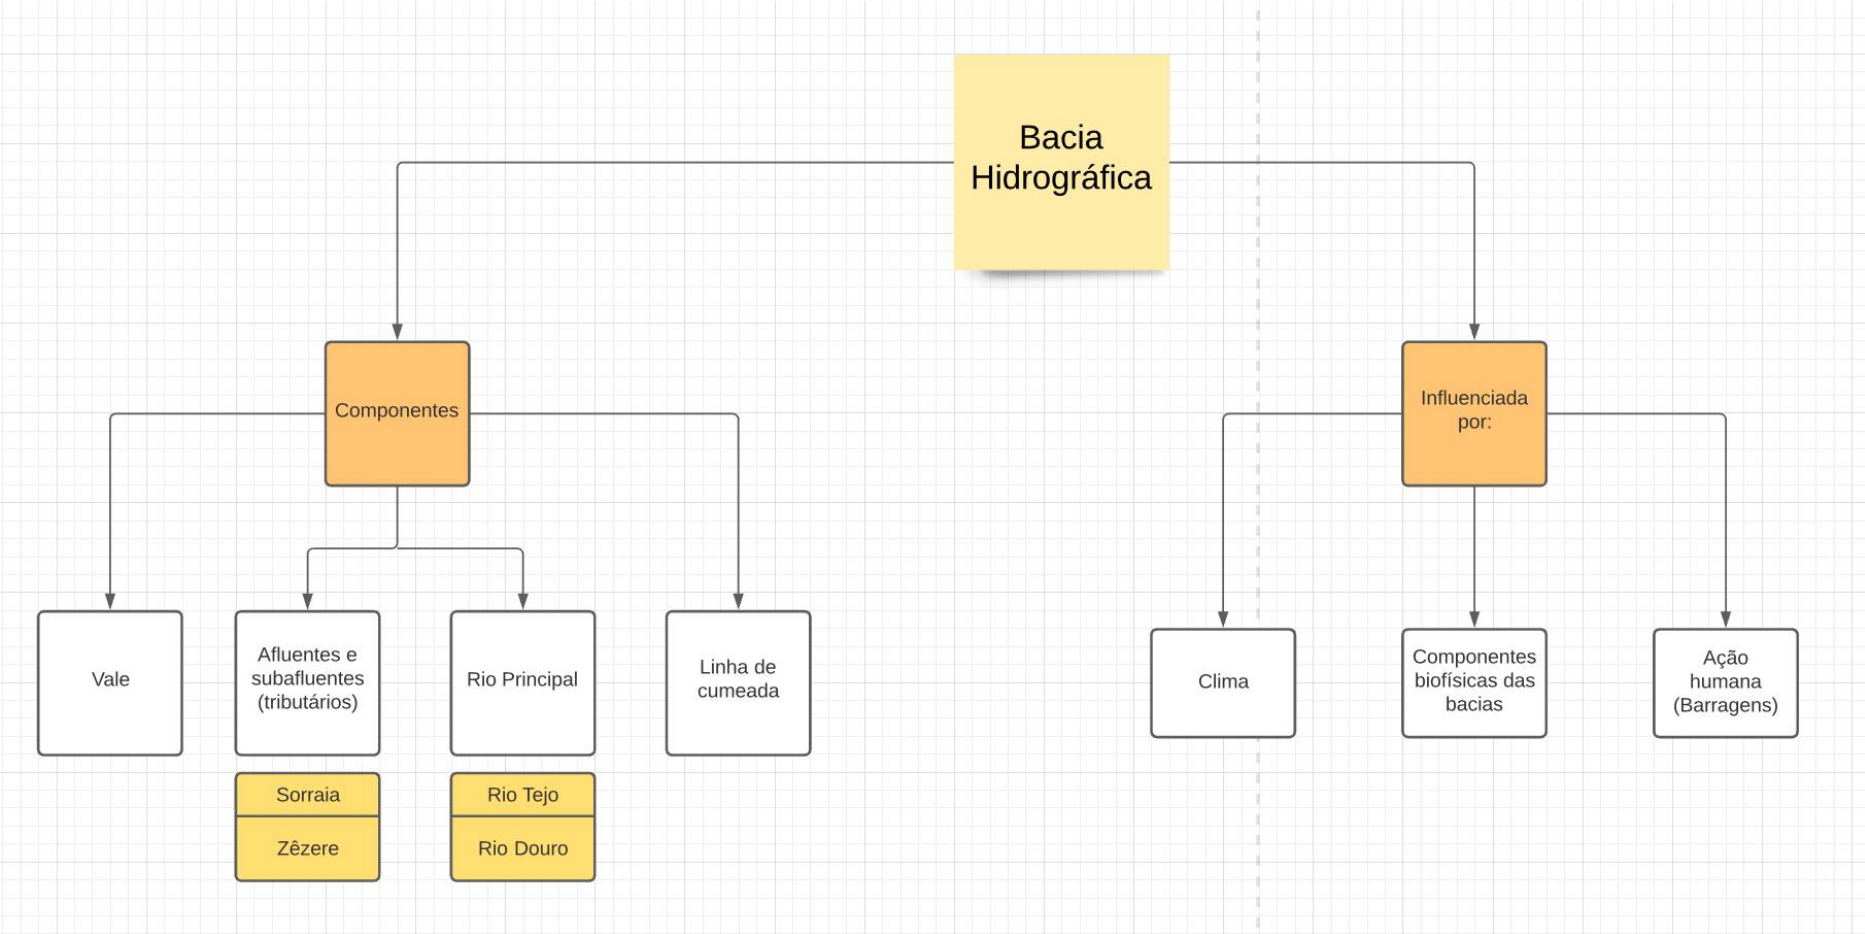 Bacia
Hidrográfica
Componentes
Influenciada
por:
Vale
Afluentes e
subafluentes
(tributários)
Rio Principal
Linha de
cumeada
Clima
Componentes
biofísicas das
bacias
Ação
humana
(Barragens)
Sorraia
Zêzere
Rio Tejo
Rio Douro